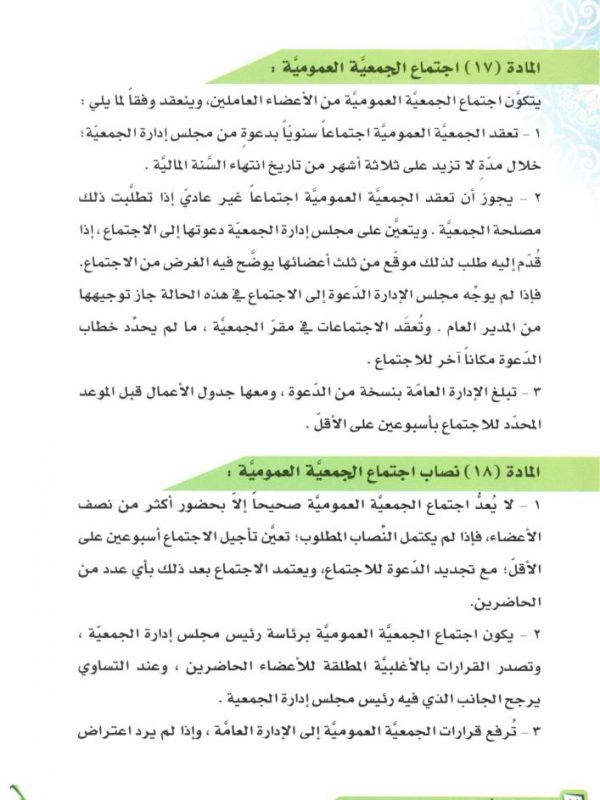 المادة (١٧) اجتماع الجمعيَّة العموميَّة :
يتكوَّن اجتماع الجمعيَّة العموميَّة من الأعضاء العاملين، وينعقد وفقاً لما يلي :
١ - تعقد الجمعيَّة العموميَّة اجتماعاً سنويّاً بدعوةٍ من مجلس إدارة الجمعيّة؛
خلال مدّةٍ لا تزيد على ثلاثة أشهر من تاريخ انتهاء السَّنة الماليَّة .
٢ - يجوز أن تعقد الجمعيَّة العموميَّة اجتماعاً غير عاديّ إذا تطلَّبت ذلك
مصلحة الجمعيَّة . ويتعيَّن على مجلس إدارة الجمعيّة دعوتها إلى الاجتماع ، إذا
قُدّم إليه طلب لذلك موقّع من ثلث أعضائها يوضَّح فيه الغرض من الاجتماع.
فإذا لم يوجّه مجلس الإدارة الدّعوة إلى الاجتماع في هذه الحالة جاز توجيهها
من المدير العام . وتُعقَد الاجتماعات في مقرّ الجمعيَّة ، ما لم يحدّد خطاب
الدّعوة مكاناً آخر للاجتماع .
٣ - تبلغ الإدارة العامّة بنسخة من الدّعوة ، ومعها جدول الأعمال قبل الموعد
المحدّد للاجتماع بأسبوعين على الأقلّ .
المادة (١٨) نصاب اجتماع الجمعيَّة العموميَّة :
١ - لا يُعدُّ اجتماع الجمعيَّة العموميَّة صحيحاً إلاَّ بحضور أكثر من نصف
الأعضاء، فإذا لم يكتمل النِّصاب المطلوب؛ تعيَّن تأجيل الاجتماع أسبوعين على
الأقلّ؛ مع تجديد الدّعوة للاجتماع، ويعتمد الاجتماع بعد ذلك بأي عدد من
الحاضرين.
٢ - يكون اجتماع الجمعيَّة العموميَّة برئاسة رئيس مجلس إدارة الجمعيّة ،
وتصدر القرارات بالأغلبيَّة المطلقة للأعضاء الحاضرين ، وعند التساوي
يرجح الجانب الذي فيه رئيس مجلس إدارة الجمعية .
٣ - تُرفع قرارات الجمعيَّة العموميَّة إلى الإدارة العامَّة ، وإذا لم يرد اعتراض